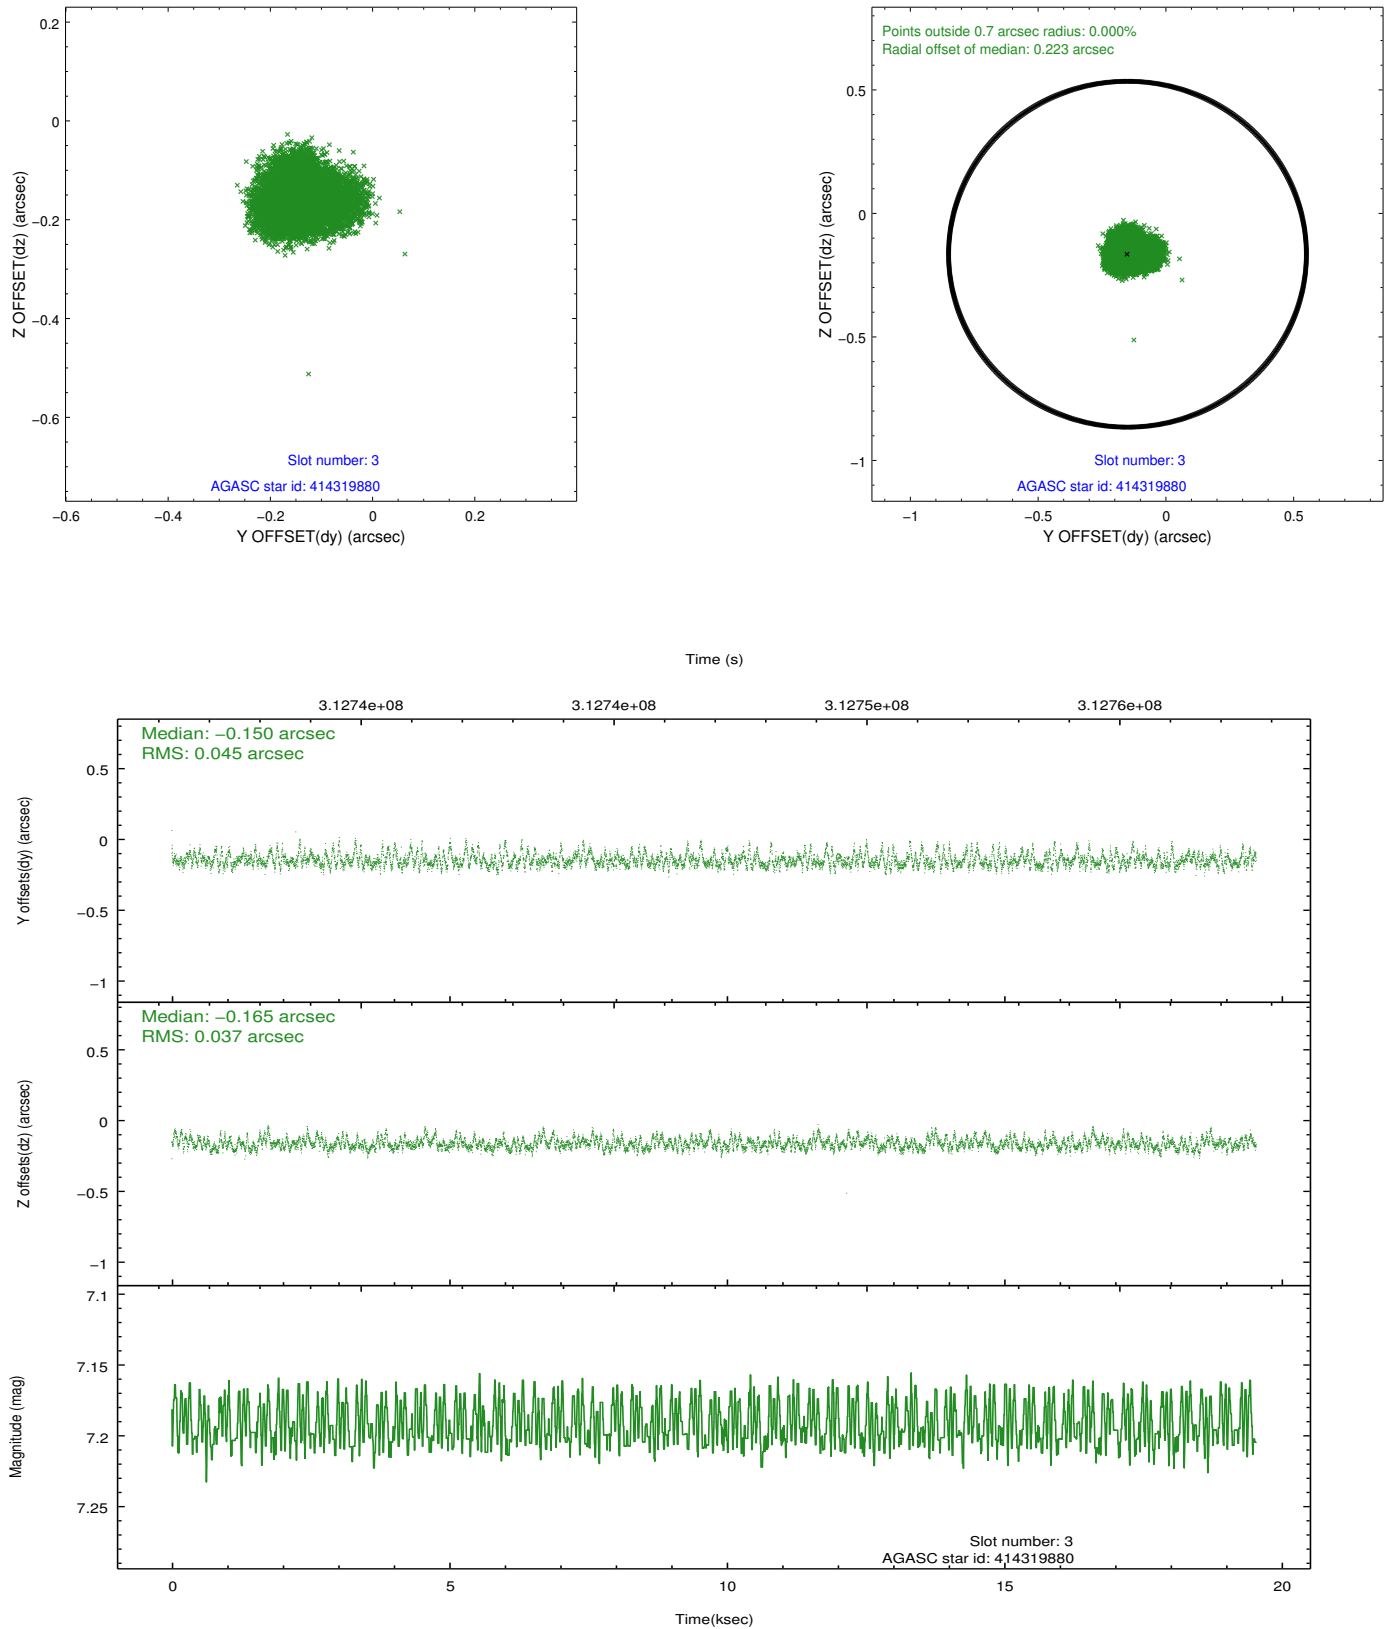 0.2
0
−0.2
−0.4
−0.6
Z OFFSET(dz) (arcsec)
Slot number: 3
AGASC star id: 414319880
−0.6
−0.4
−0.2
0
0.2
Y OFFSET(dy) (arcsec)
Points outside 0.7 arcsec radius: 0.000%
Radial offset of median: 0.223 arcsec
0.5
0
−0.5
−1
Z OFFSET(dz) (arcsec)
Slot number: 3
AGASC star id: 414319880
−1
−0.5
0
0.5
Y OFFSET(dy) (arcsec)
Time (s)
3.1274e+08
3.1274e+08
3.1275e+08
3.1276e+08
Median: −0.150 arcsec
RMS: 0.045 arcsec
0.5
0
−0.5
−1
Y offsets(dy) (arcsec)
Median: −0.165 arcsec
RMS: 0.037 arcsec
0.5
0
−0.5
−1
Z offsets(dz) (arcsec)
7.1
7.15
7.2
7.25
Magnitude (mag)
Slot number: 3
AGASC star id: 414319880
0
5
10
15
20
Time(ksec)